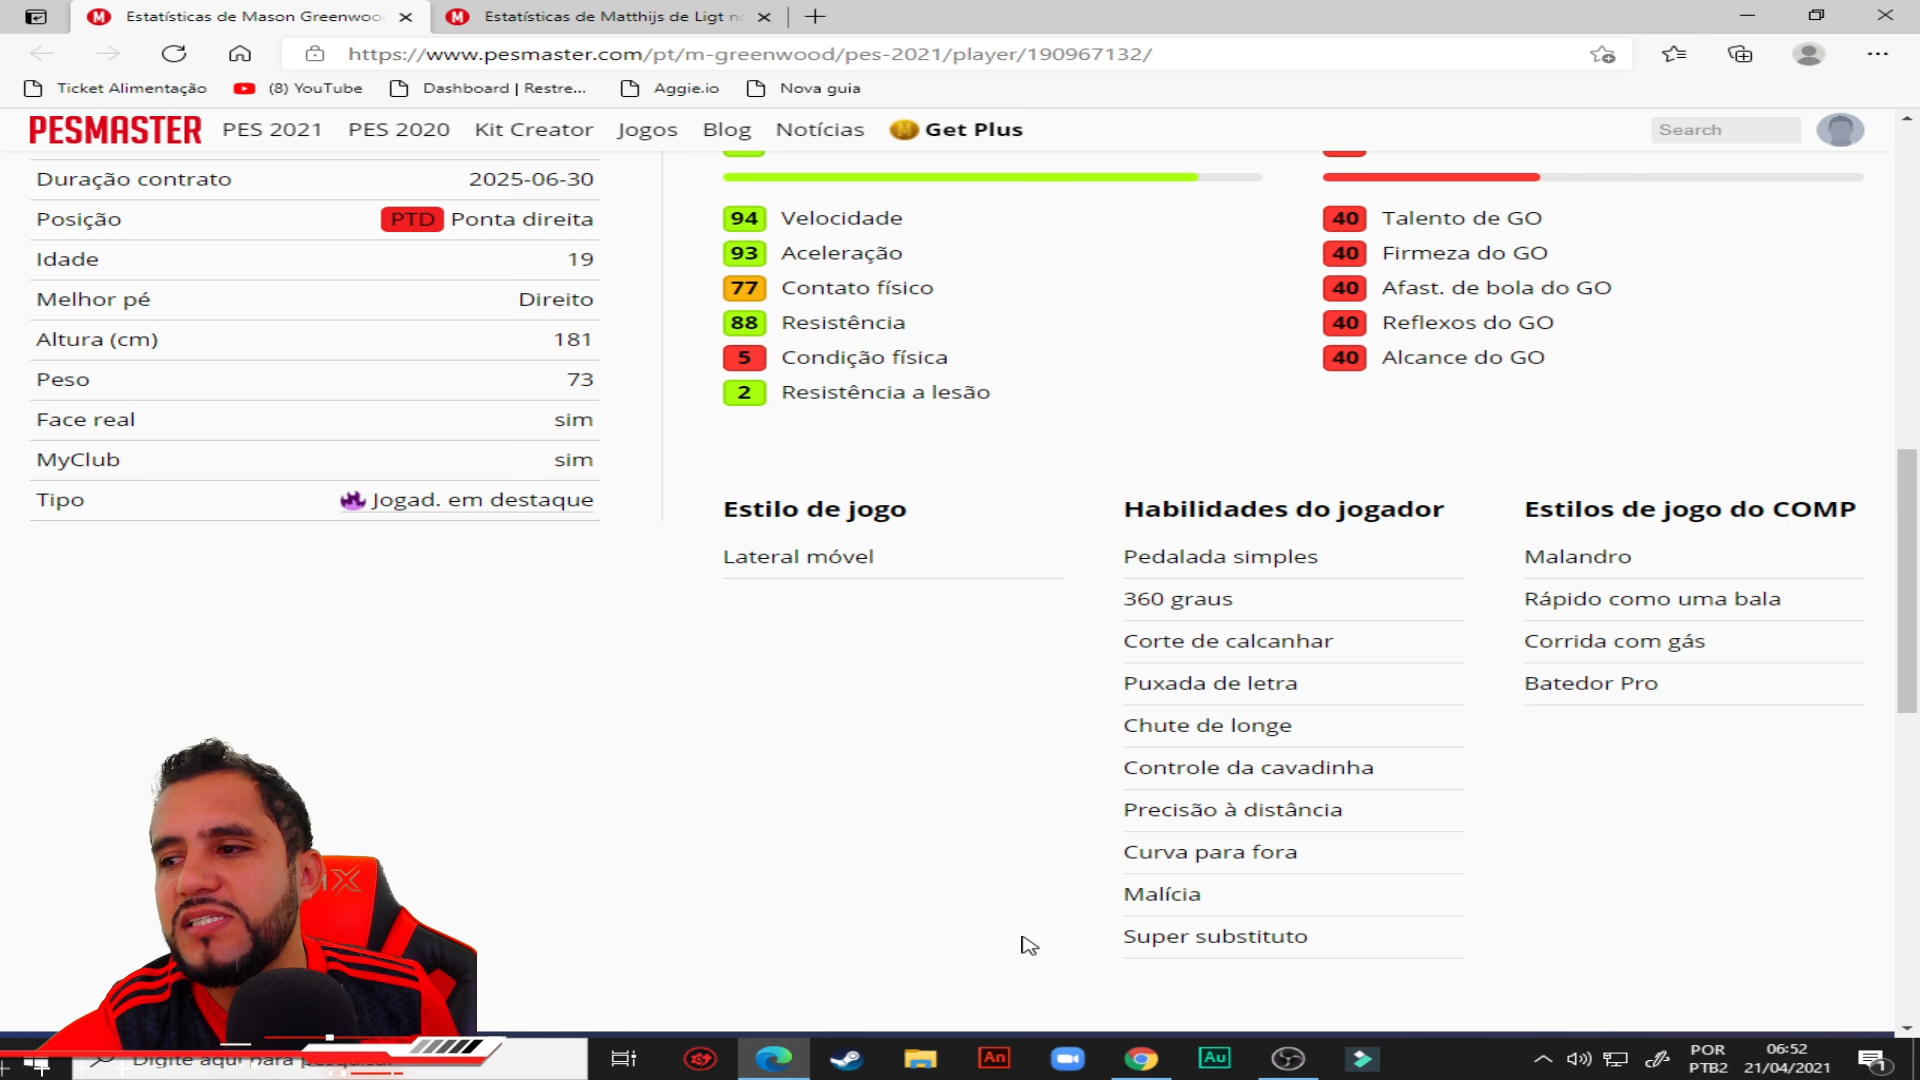 Estatísticas de Mason Greenwoo
Estatísticas de Matthijs de Ligt n
https://www.pesmaster.com/pt/m-greenwood/pes-2021/player/190967132/
Ticket Alimentação
(8) YouTube
Dashboard | Restre...
Aggie.io
Nova guia
PESMASTER
PES 2021
PES 2020
Kit Creator
Jogos
Blog
Notícias
Get Plus
Search
Duração contrato 2025-06-30
Posição PTD Ponta direita
Idade 19
Melhor pé Direito
Altura (cm) 181
Peso 73
Face real sim
MyClub sim
Tipo Jogad. em destaque
94 Velocidade
93 Aceleração
77 Contato físico
88 Resistência
5 Condição física
2 Resistência a lesão
40 Talento de GO
40 Firmeza do GO
40 Afast. de bola do GO
40 Reflexos do GO
40 Alcance do GO
Estilo de jogo
Lateral móvel
Habilidades do jogador
Pedalada simples
360 graus
Corte de calcanhar
Puxada de letra
Chute de longe
Controle da cavadinha
Precisão à distância
Curva para fora
Malícia
Super substituto
Estilos de jogo do COMP
Malandro
Rápido como uma bala
Corrida com gás
Batedor Pro
Digite aqui para
An
Au
POR
PTB2
06:52
21/04/2021
1